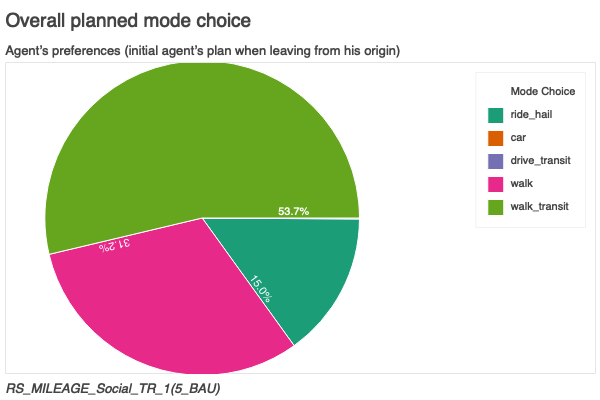 Overall planned mode choice
Agent's preferences (initial agent's plan when leaving from his origin)
Mode Choice
ride_hail
car
drive_transit
walk
walk_transit
53.7%
31.2%
15.0%
RS_MILEAGE_Social_TR_1(5_BAU)